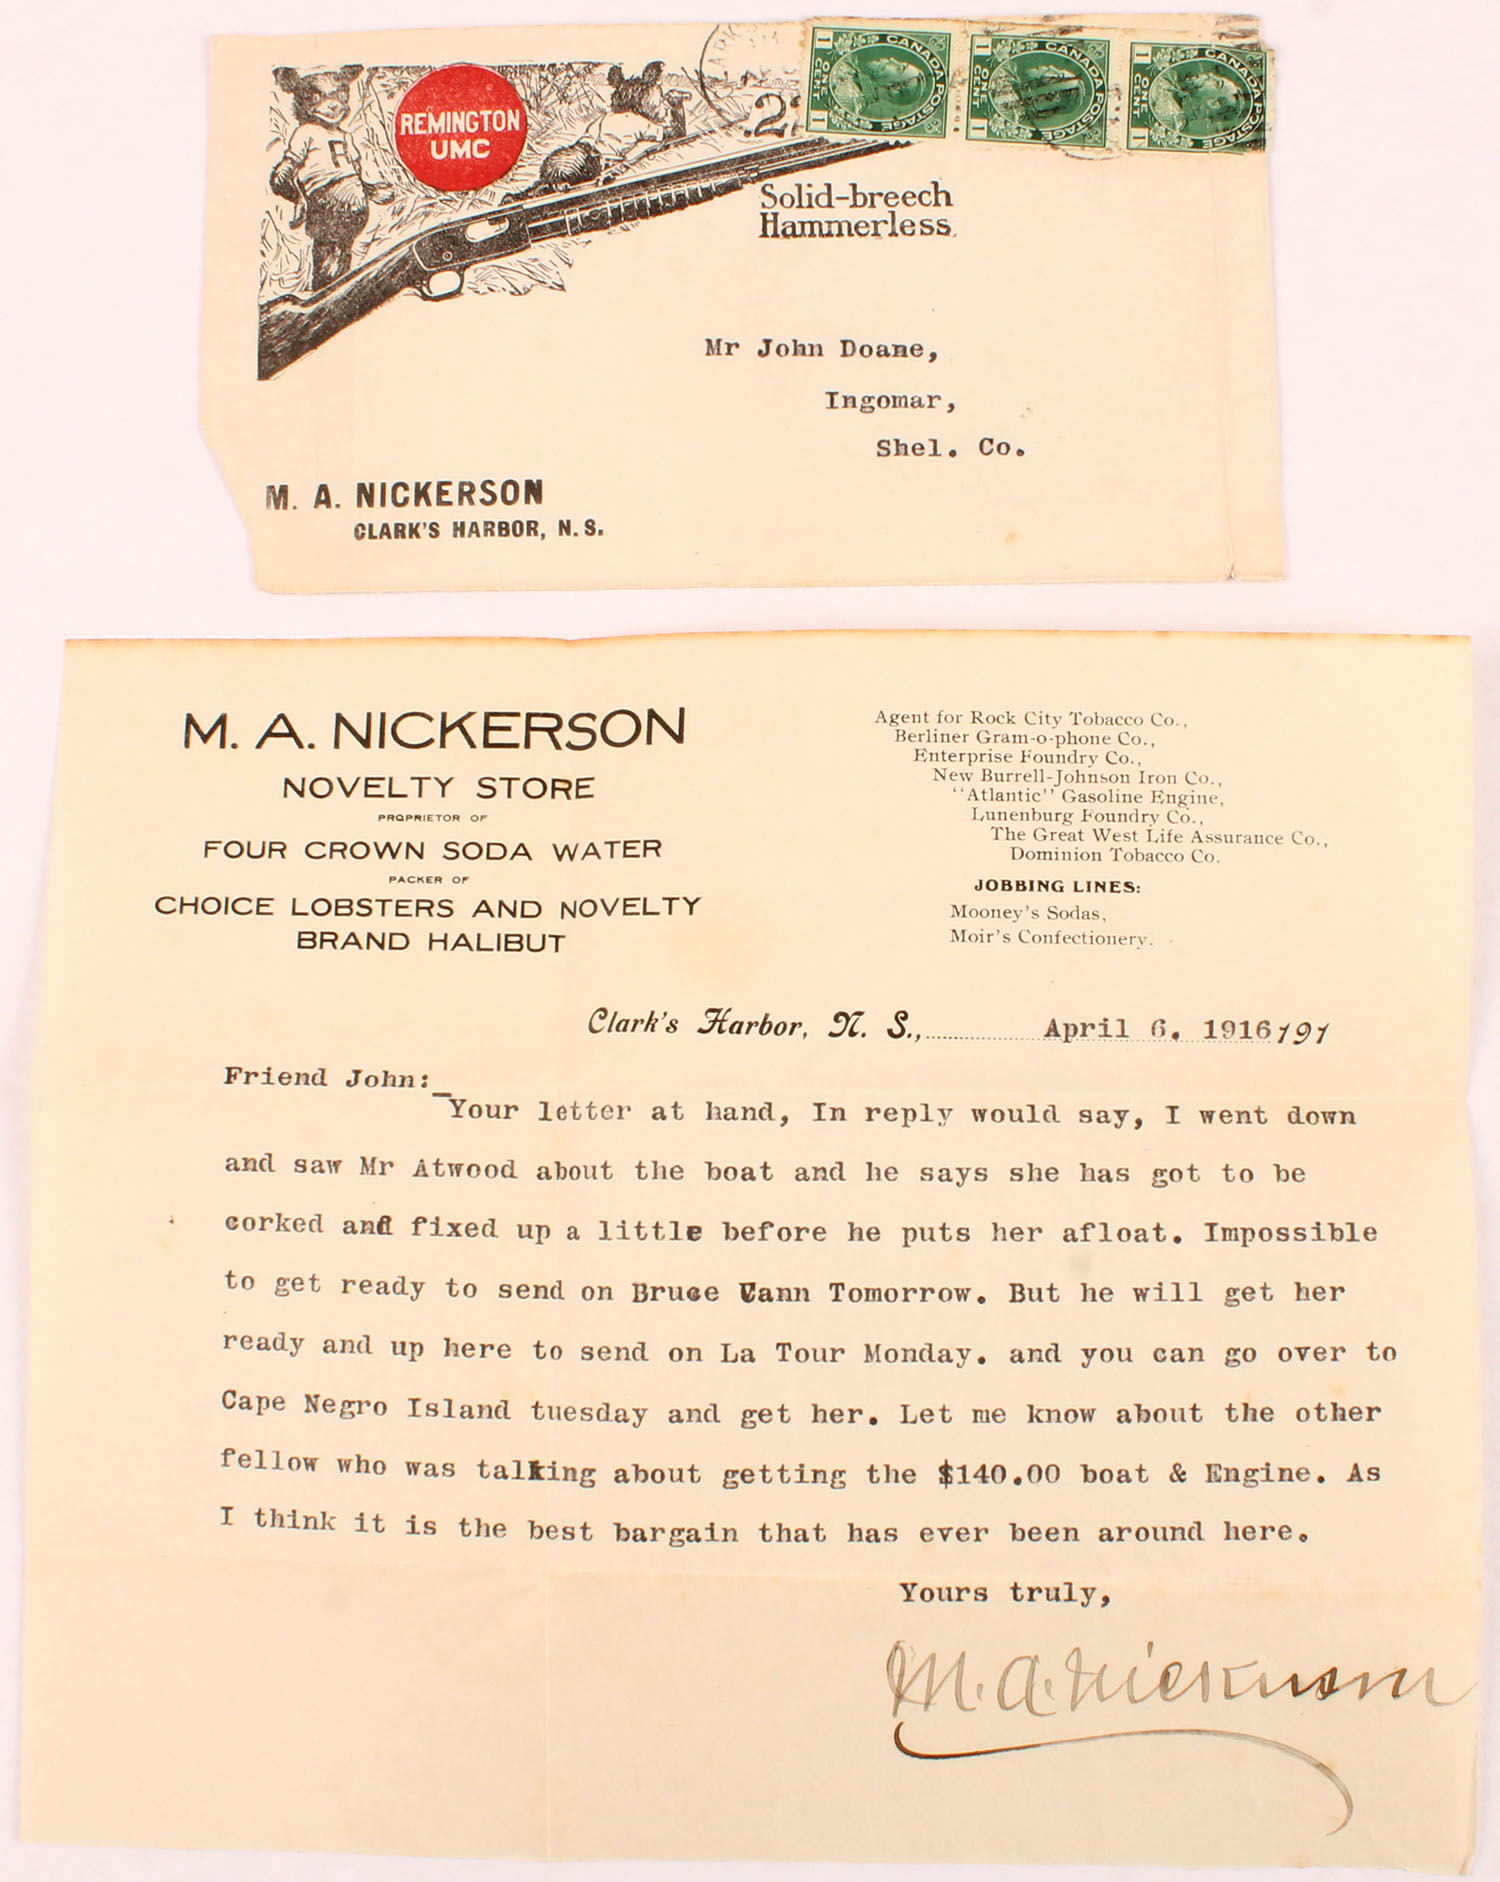 REMINGTON
UMC
.22
Solid-breech
Hammerless
CANADA POSTAGE
1 ONE CENT 1
CANADA POSTAGE
1 ONE CENT 1
CANADA POSTAGE
1 ONE CENT 1
Mr John Doane,
Ingomar,
Shel. Co.
M. A. NICKERSON
CLARK'S HARBOR, N. S.
M. A. NICKERSON
NOVELTY STORE
PROPRIETOR OF
FOUR CROWN SODA WATER
PACKER OF
CHOICE LOBSTERS AND NOVELTY
BRAND HALIBUT
Agent for Rock City Tobacco Co.,
Berliner Gram-o-phone Co.,
Enterprise Foundry Co.,
New Burrell-Johnson Iron Co.,
"Atlantic" Gasoline Engine,
Lunenburg Foundry Co.,
The Great West Life Assurance Co.,
Dominion Tobacco Co.
JOBBING LINES:
Mooney's Sodas,
Moir's Confectionery.
Clark's Harbor, N. S., April 6. 1916 191
Friend John:_
Your letter at hand, In reply would say, I went down
and saw Mr Atwood about the boat and he says she has got to be
corked and fixed up a little before he puts her afloat. Impossible
to get ready to send on Bruce Cann Tomorrow. But he will get her
ready and up here to send on La Tour Monday. and you can go over to
Cape Negro Island tuesday and get her. Let me know about the other
fellow who was talking about getting the $140.00 boat & Engine. As
I think it is the best bargain that has ever been around here.
Yours truly,
M. A. Nickerson